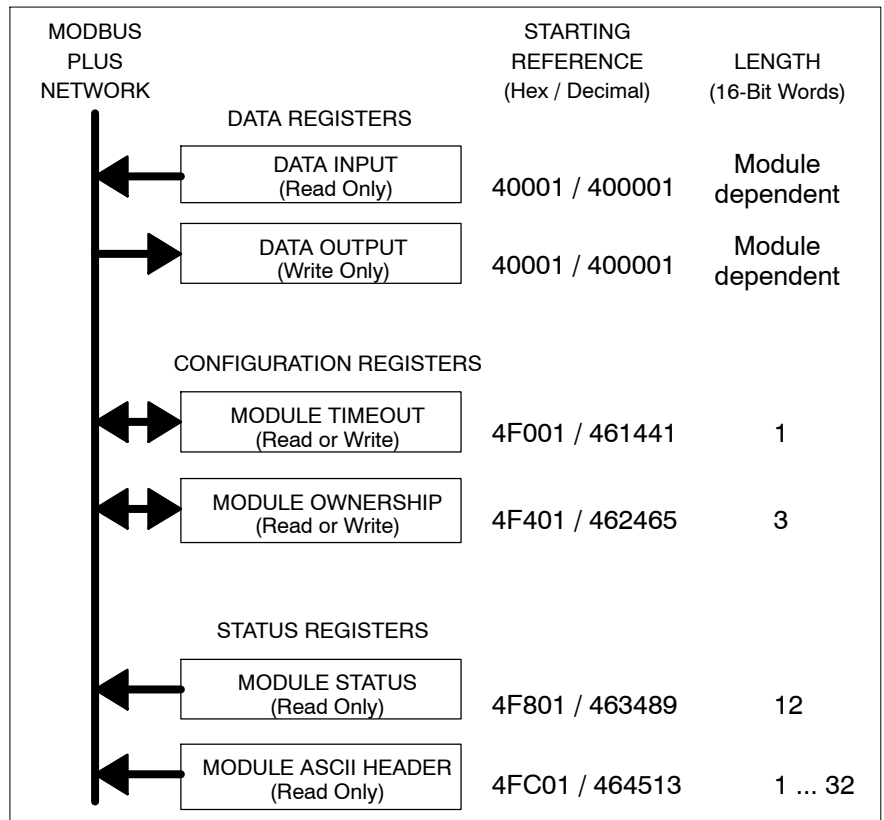 MODBUS
PLUS
NETWORK
STARTING
REFERENCE
(Hex / Decimal)
LENGTH
(16-Bit Words)
DATA REGISTERS
DATA INPUT
(Read Only)
40001 / 400001
Module
dependent
DATA OUTPUT
(Write Only)
40001 / 400001
Module
dependent
CONFIGURATION REGISTERS
MODULE TIMEOUT
(Read or Write)
4F001 / 461441
1
MODULE OWNERSHIP
(Read or Write)
4F401 / 462465
3
STATUS REGISTERS
MODULE STATUS
(Read Only)
4F801 / 463489
12
MODULE ASCII HEADER
(Read Only)
4FC01 / 464513
1 ... 32